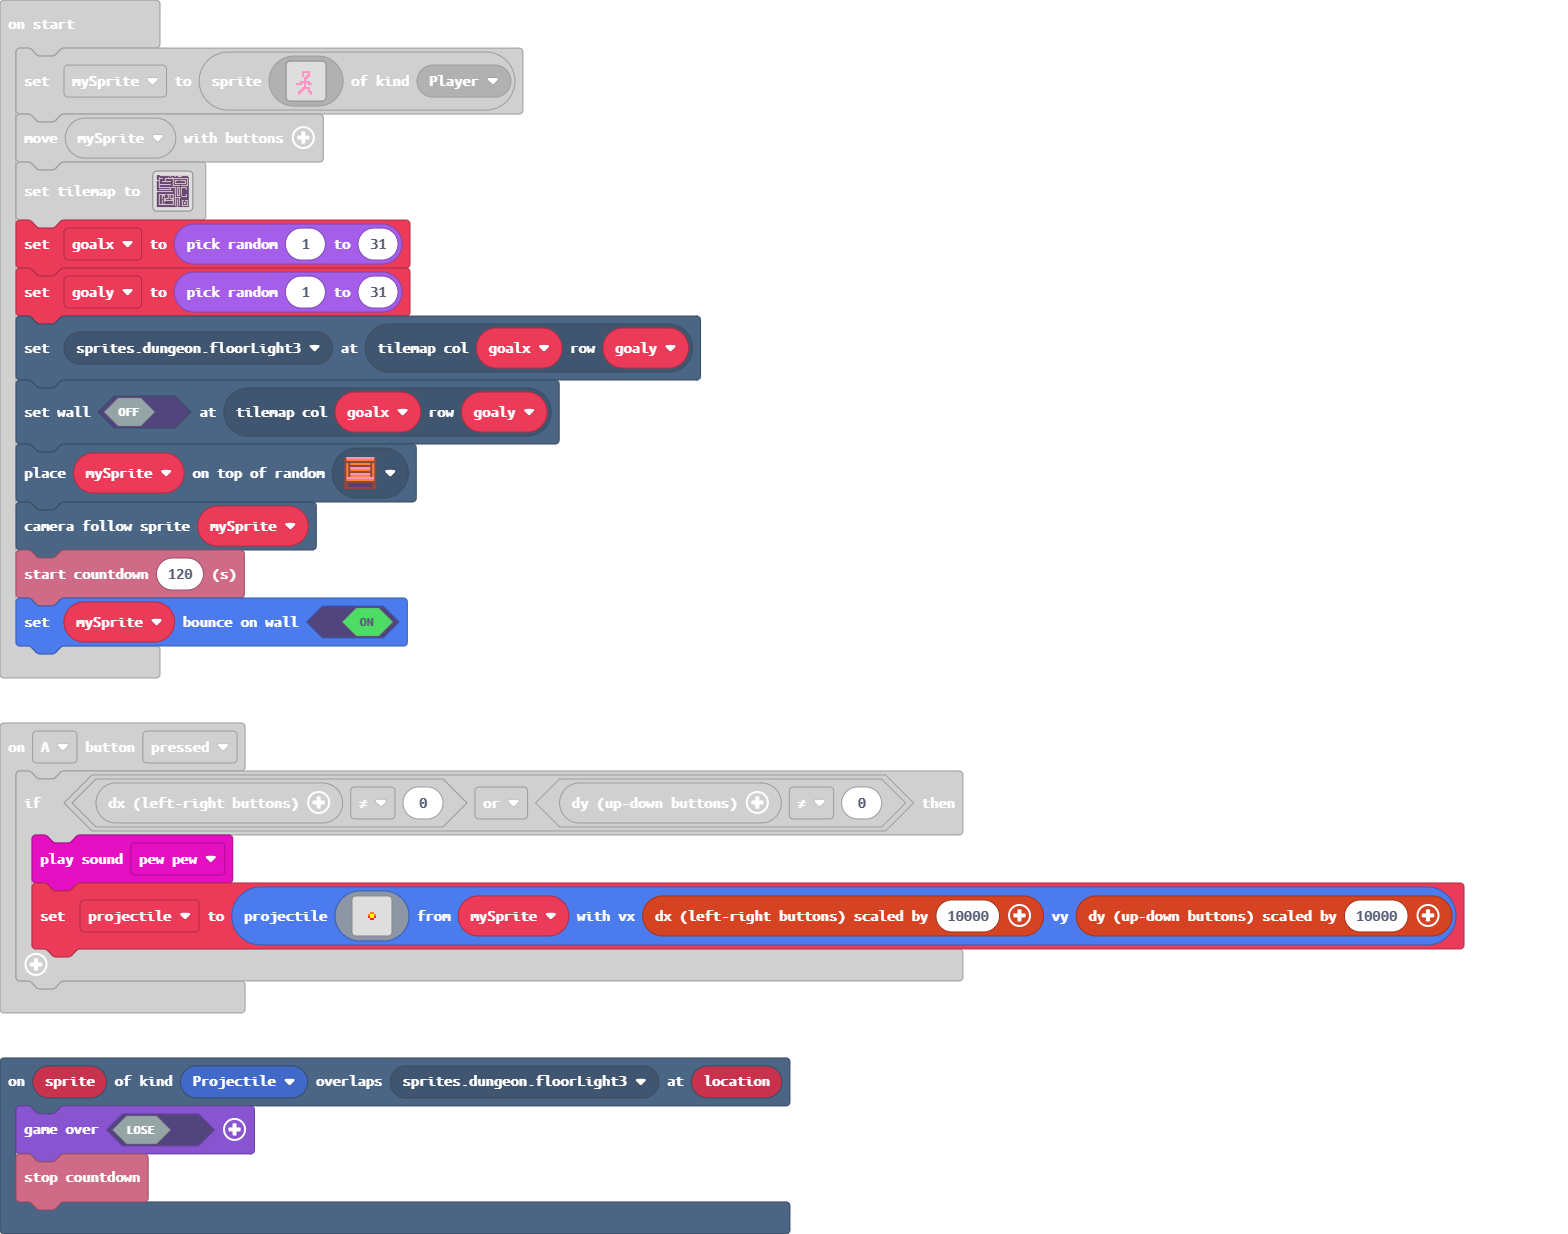 on start
set mySprite to sprite of kind Player
move mySprite with buttons
set tilemap to
set goalx to pick random 1 to 31
set goaly to pick random 1 to 31
set sprites.dungeon.floorLight3 at tilemap col goalx row goaly
set wall OFF at tilemap col goalx row goaly
place mySprite on top of random
camera follow sprite mySprite
start countdown 120 (s)
set mySprite bounce on wall ON
on A button pressed
if dx (left-right buttons) ≠ 0 or dy (up-down buttons) ≠ 0 then
play sound pew pew
set projectile to projectile from mySprite with vx dx (left-right buttons) scaled by 10000 vy dy (up-down buttons) scaled by 10000
on sprite of kind Projectile overlaps sprites.dungeon.floorLight3 at location
game over LOSE
stop countdown